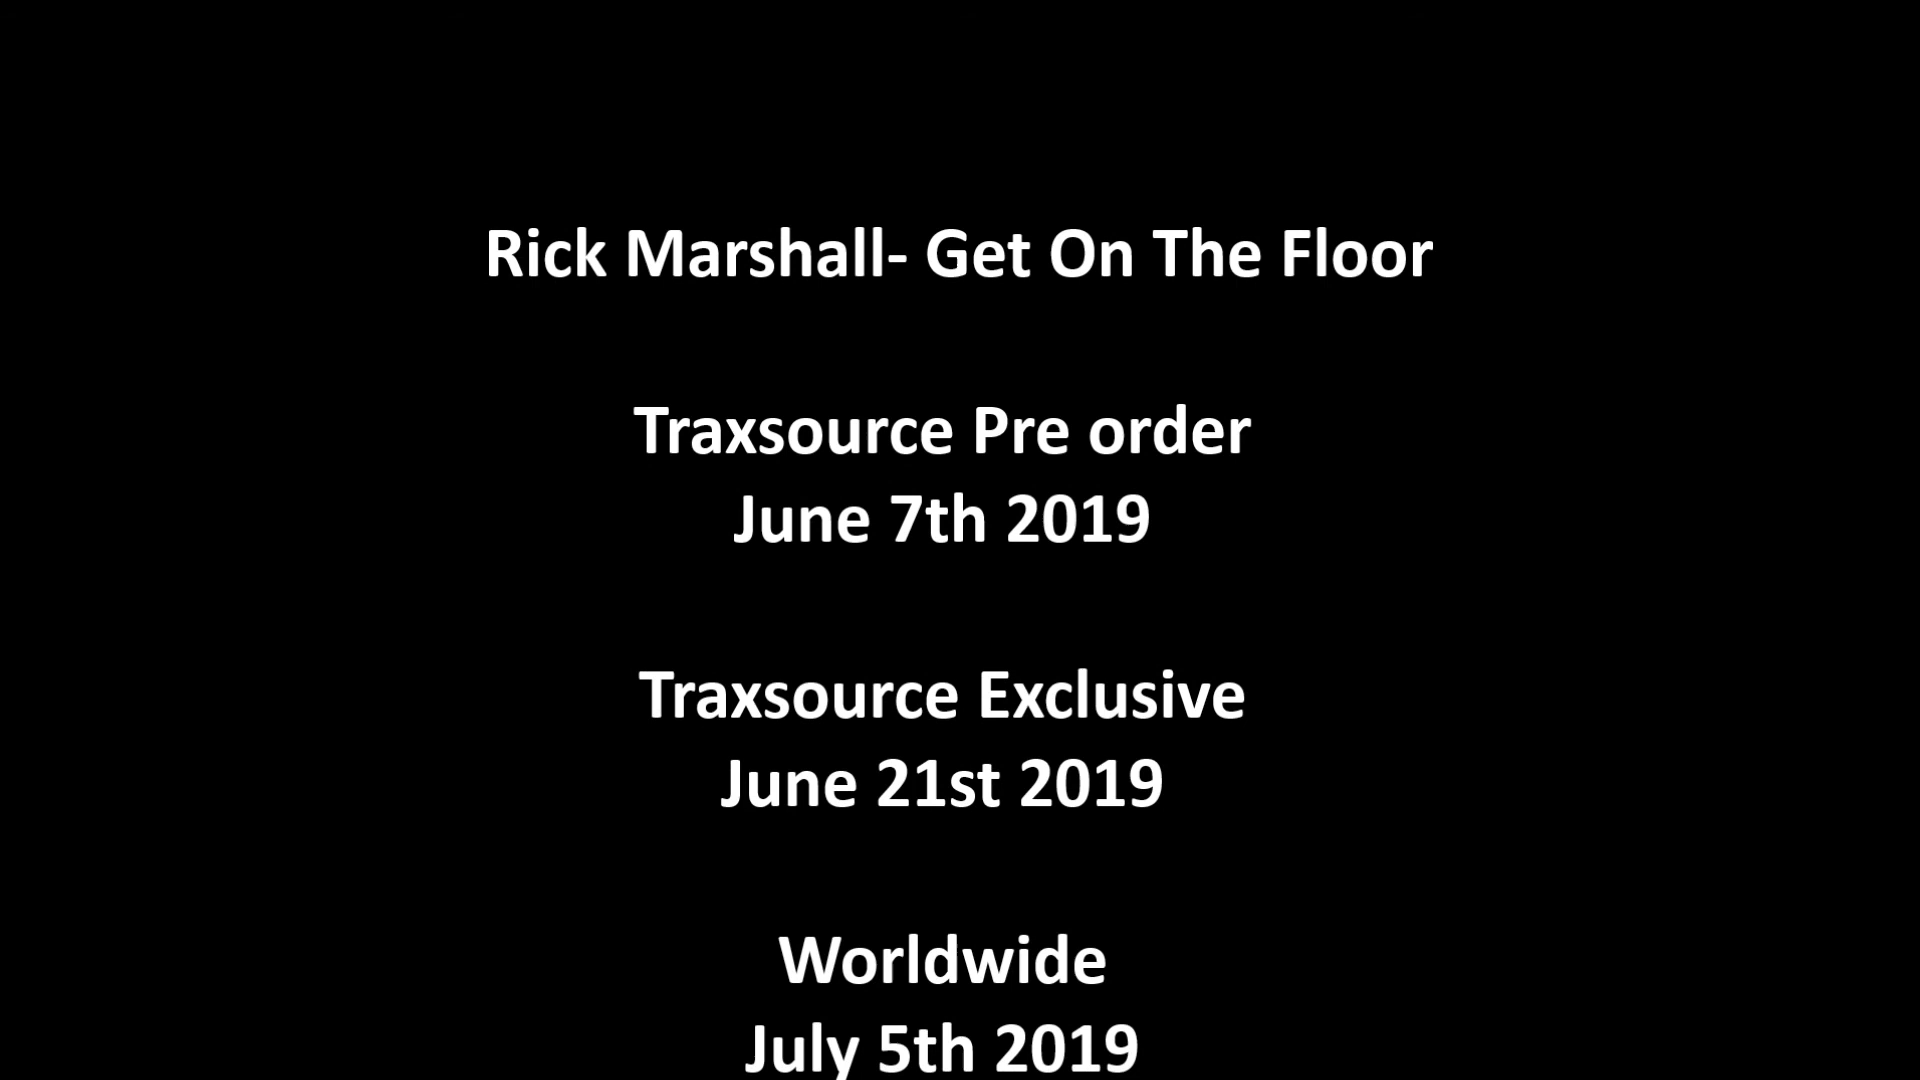 Rick Marshall- Get On The Floor
Traxsource Pre order
June 7th 2019
Traxsource Exclusive
June 21st 2019
Worldwide
July 5th 2019